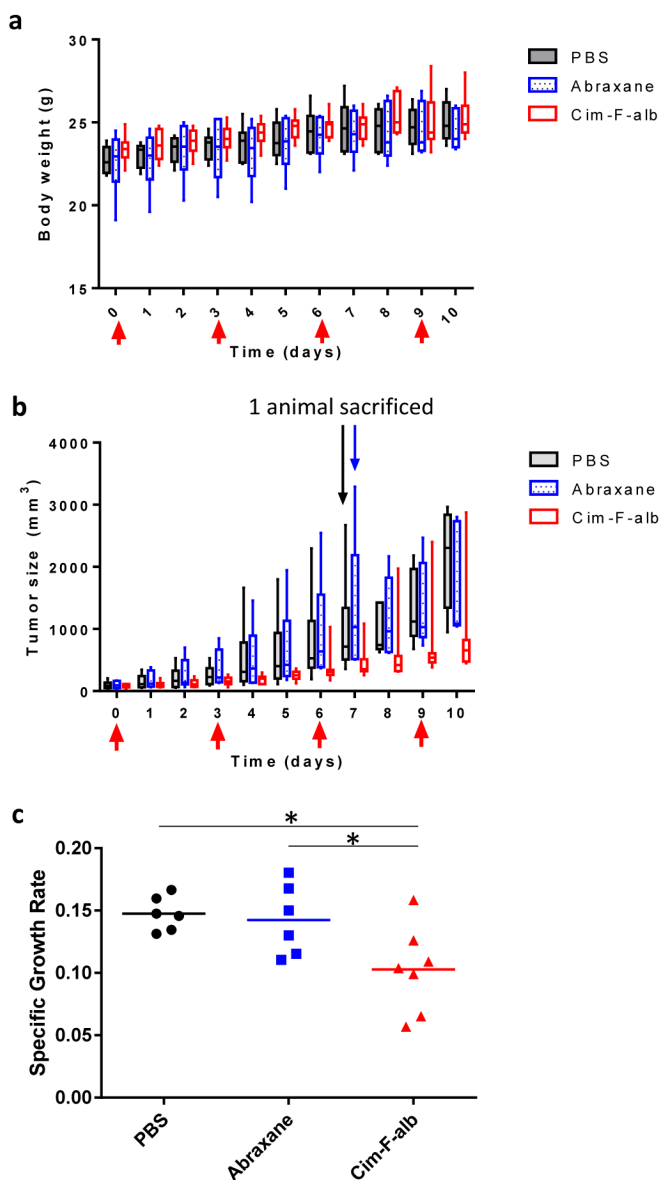 a
30
25
20
15
Body weight (g)
0 1 2 3 4 5 6 7 8 9 10
Time (days)
PBS
Abraxane
Cim-F-alb
b
1 animal sacrificed
4000
3000
2000
1000
0
Tumor size (mm³)
0 1 2 3 4 5 6 7 8 9 10
Time (days)
PBS
Abraxane
Cim-F-alb
c
*
*
0.20
0.15
0.10
0.05
0.00
Specific Growth Rate
PBS
Abraxane
Cim-F-alb